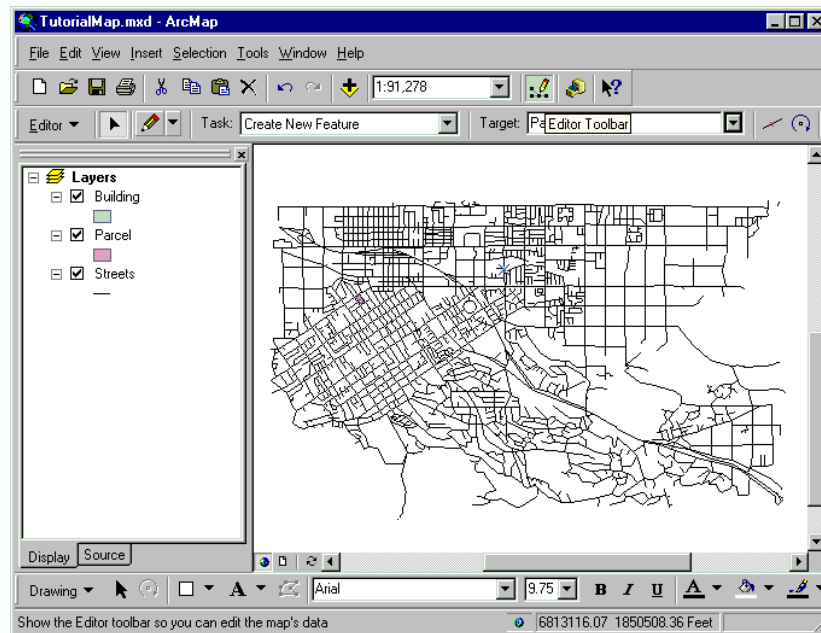 TutorialMap.mxd - ArcMap
File Edit View Insert Selection Tools Window Help
1:91,278
Editor Task: Create New Feature Target: Pa Editor Toolbar
Layers
Building
Parcel
Streets
Display Source
Drawing A Arial 9.75 B I U A
Show the Editor toolbar so you can edit the map's data 6813116.07 1850508.36 Feet